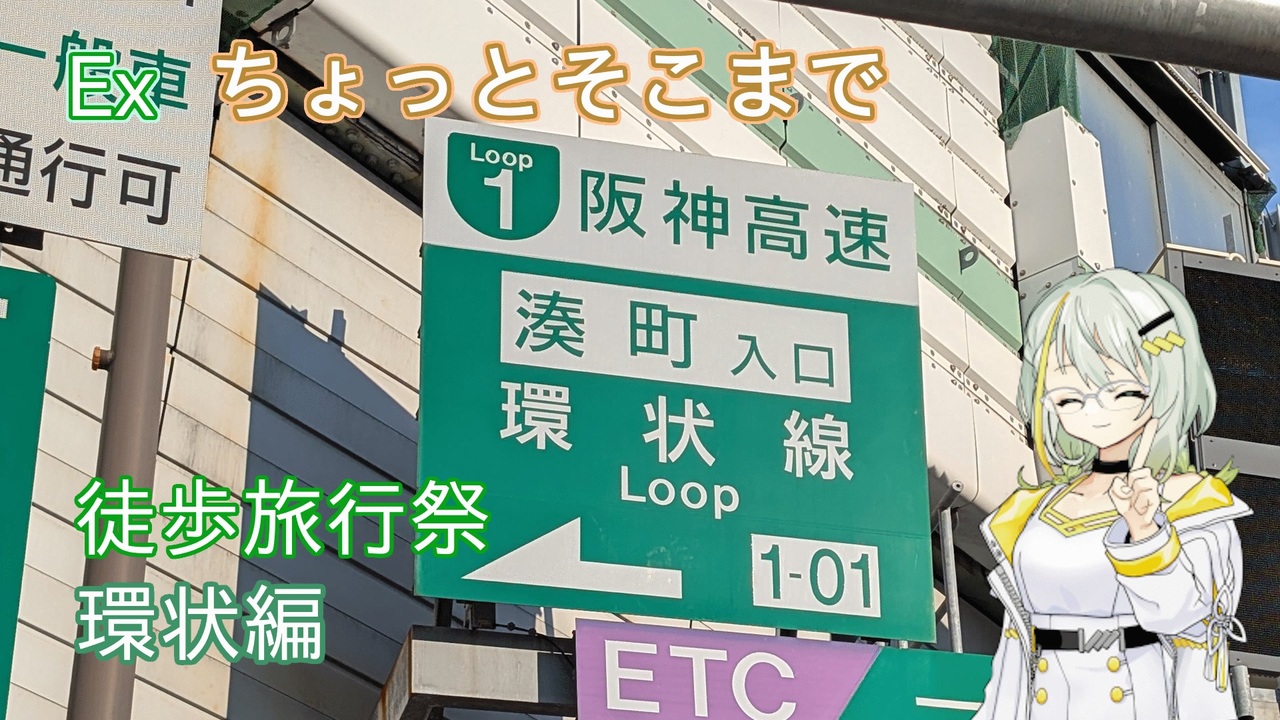 一般車
通行可
Ex ちょっとそこまで
Loop
1
阪神高速
湊町入口
環状線
Loop
1-01
ETC
徒歩旅行祭
環状編